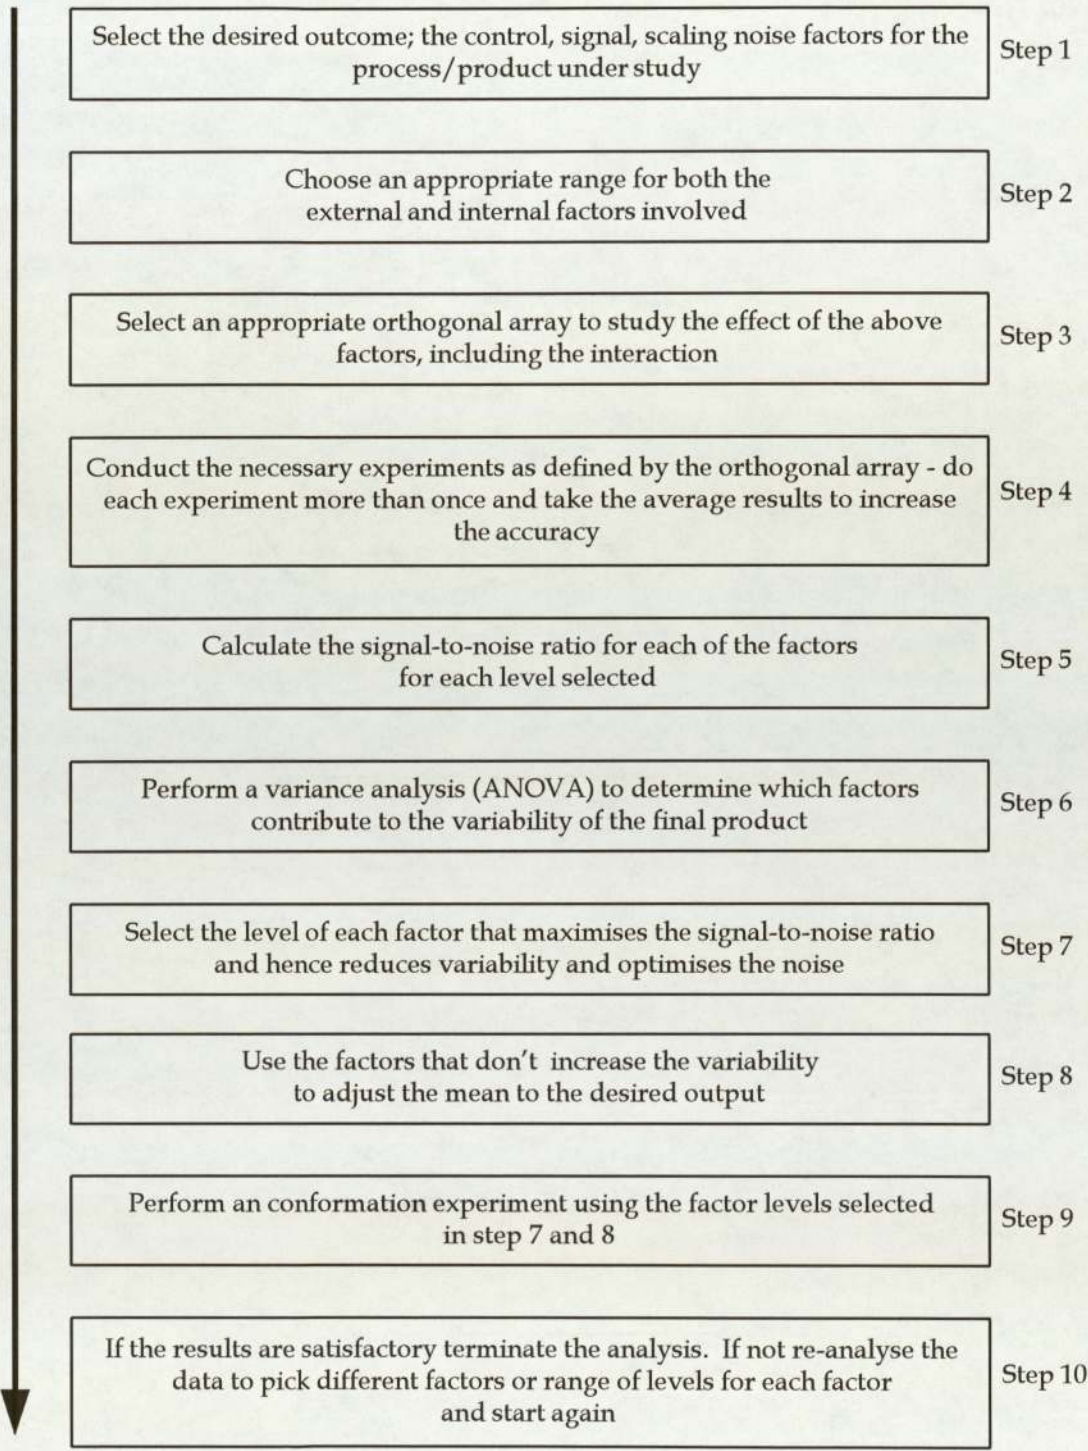 Select the desired outcome; the control, signal, scaling noise factors for the
process/product under study
Step 1
Choose an appropriate range for both the
external and internal factors involved
Step 2
Select an appropriate orthogonal array to study the effect of the above
factors, including the interaction
Step 3
Conduct the necessary experiments as defined by the orthogonal array - do
each experiment more than once and take the average results to increase
the accuracy
Step 4
Calculate the signal-to-noise ratio for each of the factors
for each level selected
Step 5
Perform a variance analysis (ANOVA) to determine which factors
contribute to the variability of the final product
Step 6
Select the level of each factor that maximises the signal-to-noise ratio
and hence reduces variability and optimises the noise
Step 7
Use the factors that don't increase the variability
to adjust the mean to the desired output
Step 8
Perform an conformation experiment using the factor levels selected
in step 7 and 8
Step 9
If the results are satisfactory terminate the analysis. If not re-analyse the
data to pick different factors or range of levels for each factor
and start again
Step 10